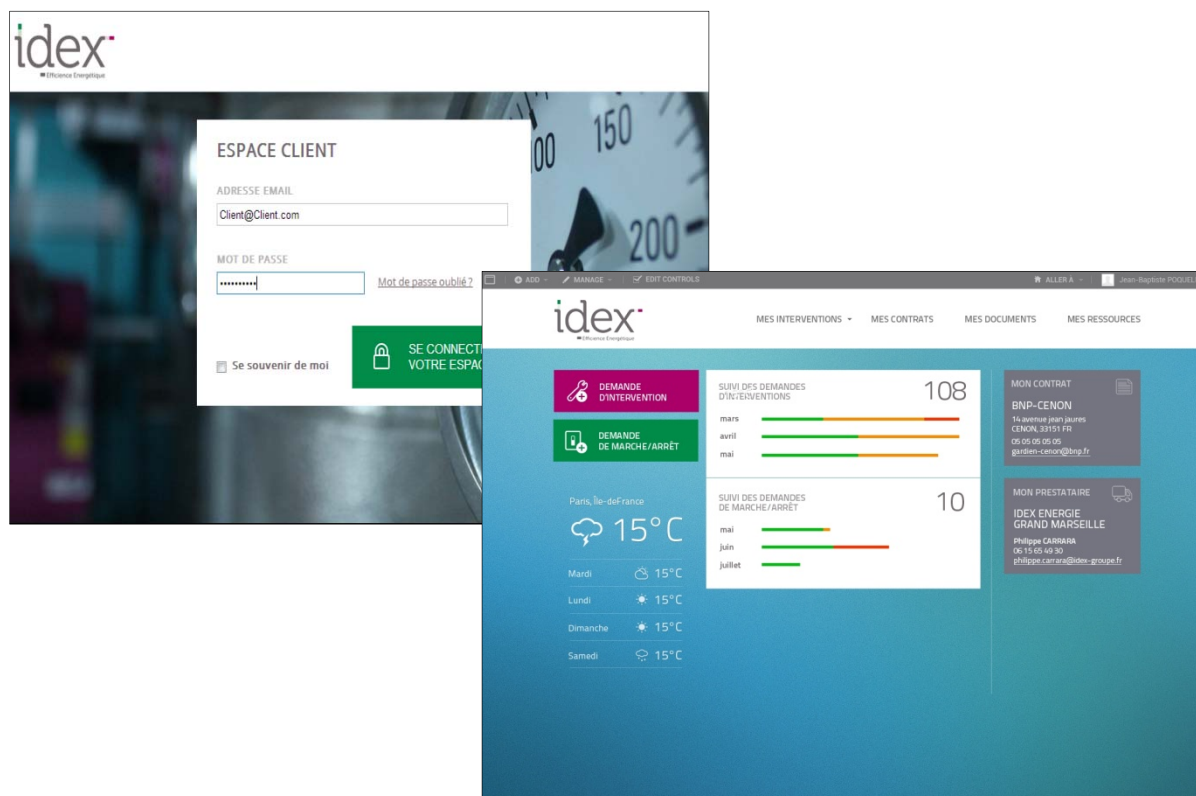 idex
Efficience Energétique
100
150
200
ESPACE CLIENT
ADRESSE EMAIL
Client@Client.com
MOT DE PASSE
••••••••••
Mot de passe oublié ?
Se souvenir de moi
SE CONNECT
VOTRE ESPA
ADD
MANAGE
EDIT CONTROLS
ALLER À
Jean-Baptiste POQUEL
idex
Efficience Energétique
MES INTERVENTIONS
MES CONTRATS
MES DOCUMENTS
MES RESSOURCES
DEMANDE
D'INTERVENTION
DEMANDE
DE MARCHE/ARRÊT
Paris, Île-deFrance
15°C
Mardi 15°C
Lundi 15°C
Dimanche 15°C
Samedi 15°C
SUIVI DES DEMANDES
D'INTERVENTIONS
108
mars
avril
mai
SUIVI DES DEMANDES
DE MARCHE/ARRÊT
10
mai
juin
juillet
MON CONTRAT
BNP-CENON
14 avenue jean jaures
CENON, 33151 FR
05 05 05 05 05
gardien-cenon@bnp.fr
MON PRESTATAIRE
IDEX ENERGIE
GRAND MARSEILLE
Philippe CARRARA
06 15 65 49 30
philippe.carrara@idex-groupe.fr